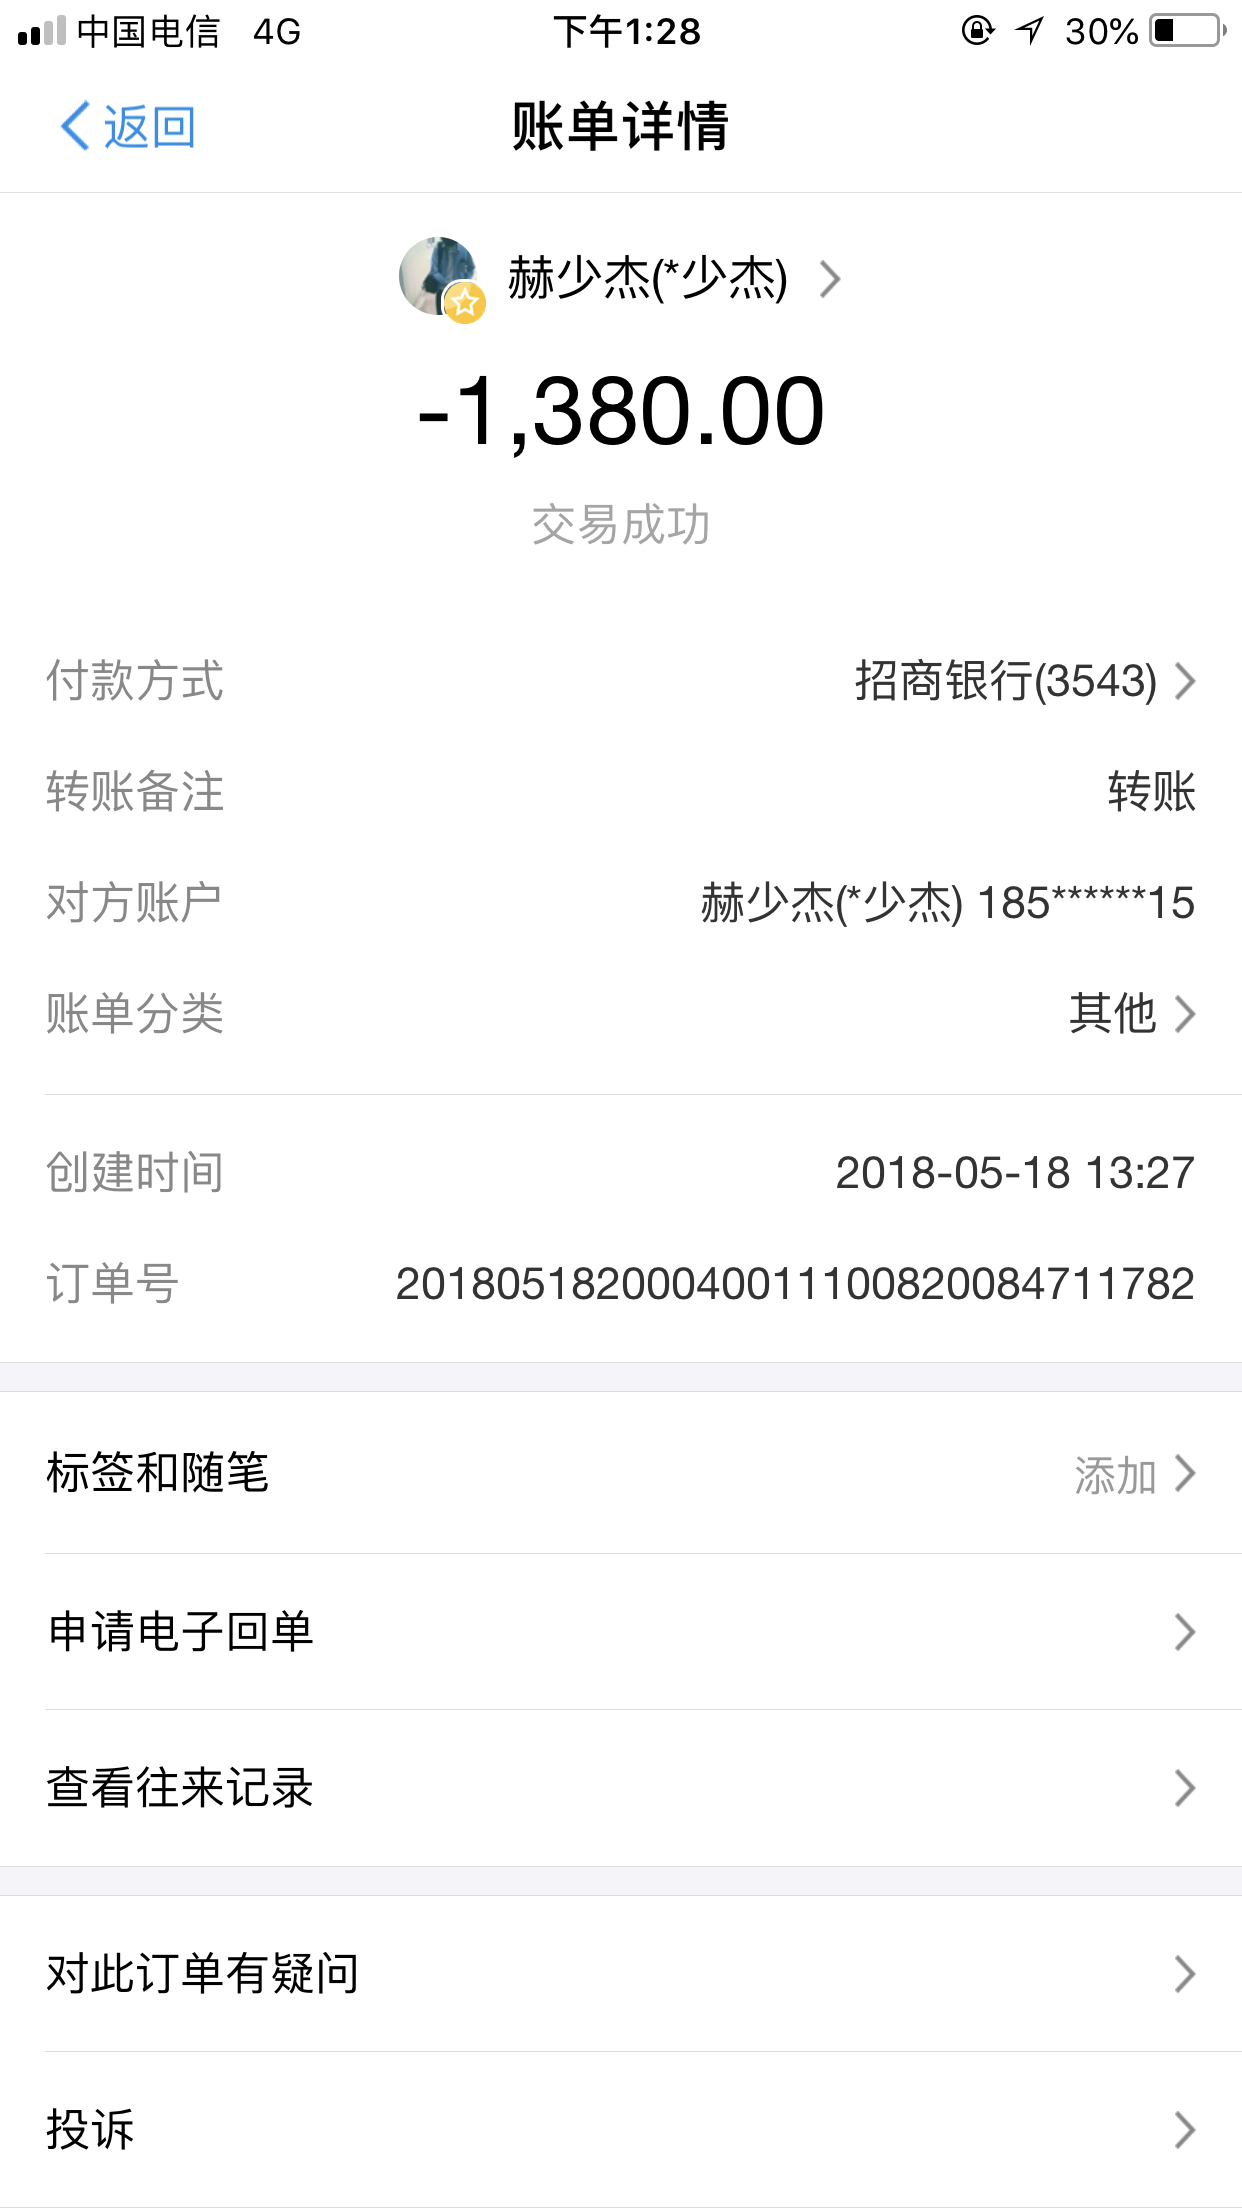 中国电信 4G 下午1:28 30%
返回 账单详情
赫少杰(*少杰)
-1,380.00
交易成功
付款方式 招商银行(3543)
转账备注 转账
对方账户 赫少杰(*少杰) 185******15
账单分类 其他
创建时间 2018-05-18 13:27
订单号 20180518200040011100820084711782
标签和随笔 添加
申请电子回单
查看往来记录
对此订单有疑问
投诉